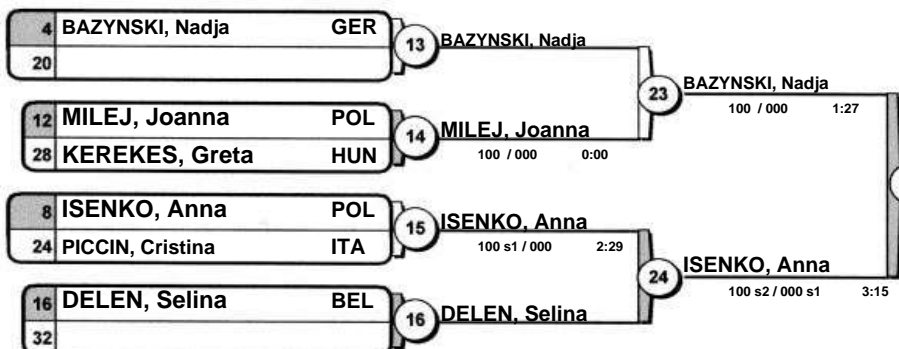 4 BAZYNSKI, Nadja GER
20
13 BAZYNSKI, Nadja
12 MILEJ, Joanna POL
28 KEREKES, Greta HUN
14 MILEJ, Joanna
100 / 000 0:00
23 BAZYNSKI, Nadja
100 / 000 1:27
8 ISENKO, Anna POL
24 PICCIN, Cristina ITA
15 ISENKO, Anna
100 s1 / 000 2:29
16 DELEN, Selina BEL
32
16 DELEN, Selina
24 ISENKO, Anna
100 s2 / 000 s1 3:15